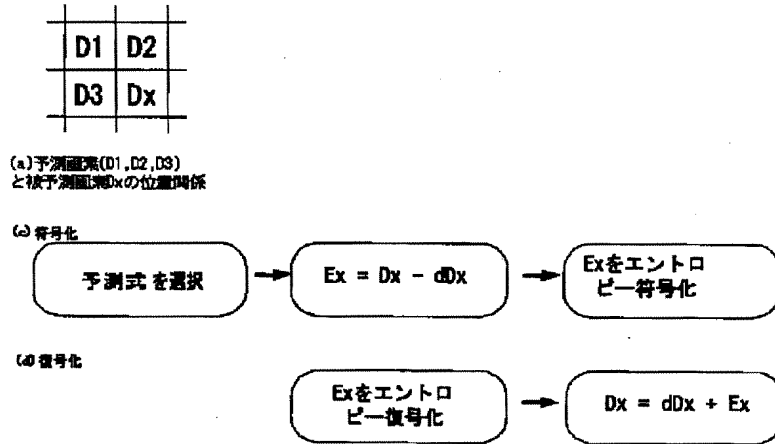 D1 D2
D3 Dx
(a)予測画素(D1,D2,D3)
と被予測画素Dxの位置関係
(c) 符号化
予測式を選択
Ex = Dx - dDx
Exをエントロ
ピー符号化
(d) 復号化
Exをエントロ
ピー復号化
Dx = dDx + Ex